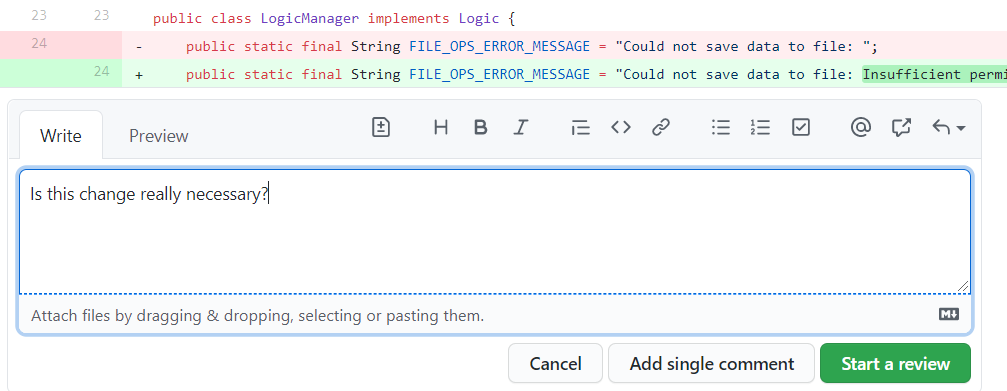 23 23 public class LogicManager implements Logic {
24 - public static final String FILE_OPS_ERROR_MESSAGE = "Could not save data to file: ";
24 + public static final String FILE_OPS_ERROR_MESSAGE = "Could not save data to file: Insufficient permi
Write Preview H B I @
Is this change really necessary?
Attach files by dragging & dropping, selecting or pasting them. M
Cancel Add single comment Start a review